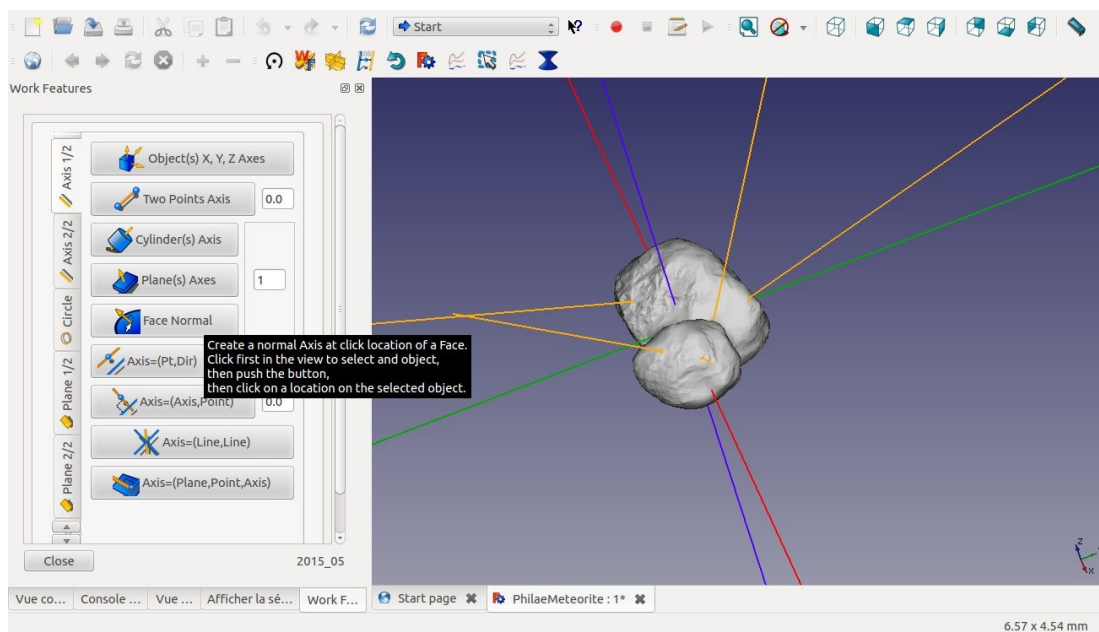 Start
Work Features
Axis 1/2
Axis 2/2
Circle
Plane 1/2
Plane 2/2
Object(s) X, Y, Z Axes
Two Points Axis 0.0
Cylinder(s) Axis
Plane(s) Axes 1
Face Normal
Create a normal Axis at click location of a Face.
Click first in the view to select and object,
then push the button,
then click on a location on the selected object.
Axis=(Pt,Dir)
Axis=(Axis,Point) 0.0
Axis=(Line,Line)
Axis=(Plane,Point,Axis)
Close 2015_05
Vue co... Console ... Vue ... Afficher la sé... Work F... Start page PhilaeMeteorite : 1*
z
x
6.57 x 4.54 mm